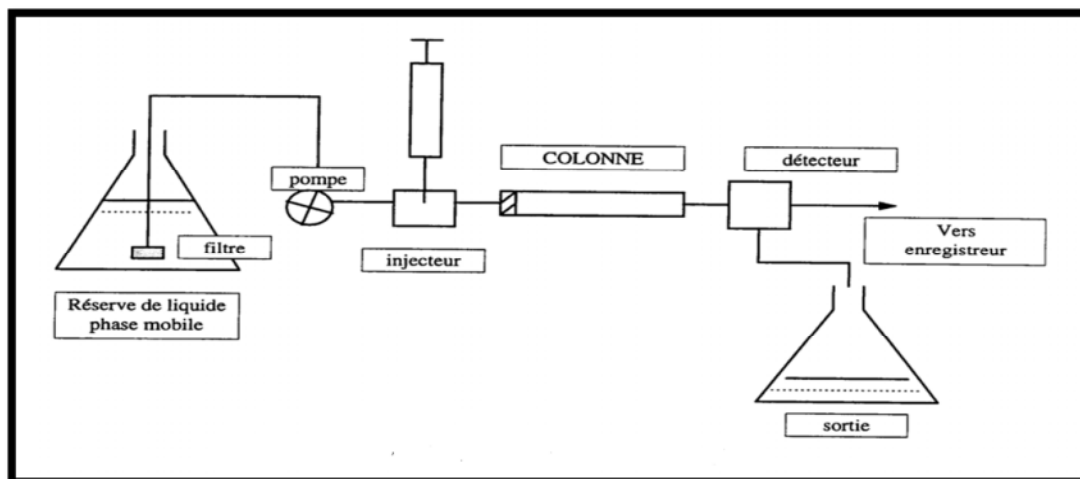 COLONNE
détecteur
pompe
filtre
injecteur
Vers
enregistreur
Réserve de liquide
phase mobile
sortie